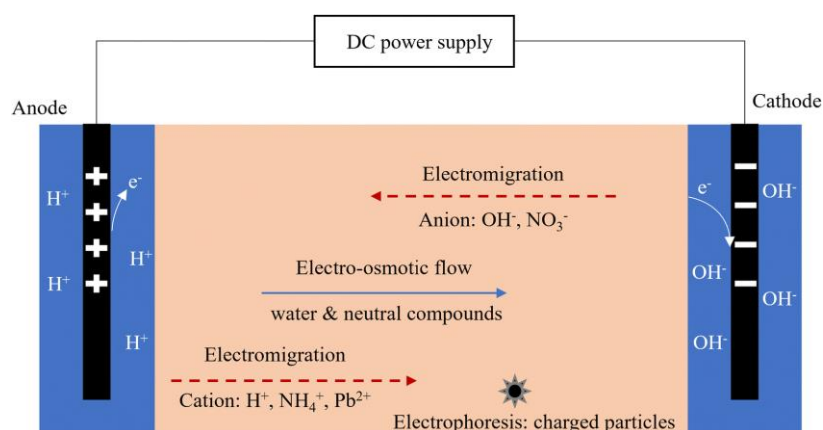 DC power supply
Anode
Cathode
H⁺
e⁻
H⁺
H⁺
H⁺
H⁺
Electromigration
Anion: OH⁻, NO₃⁻
Electro-osmotic flow
water & neutral compounds
Electromigration
Cation: H⁺, NH₄⁺, Pb²⁺
Electrophoresis: charged particles
e⁻
OH⁻
OH⁻
OH⁻
OH⁻